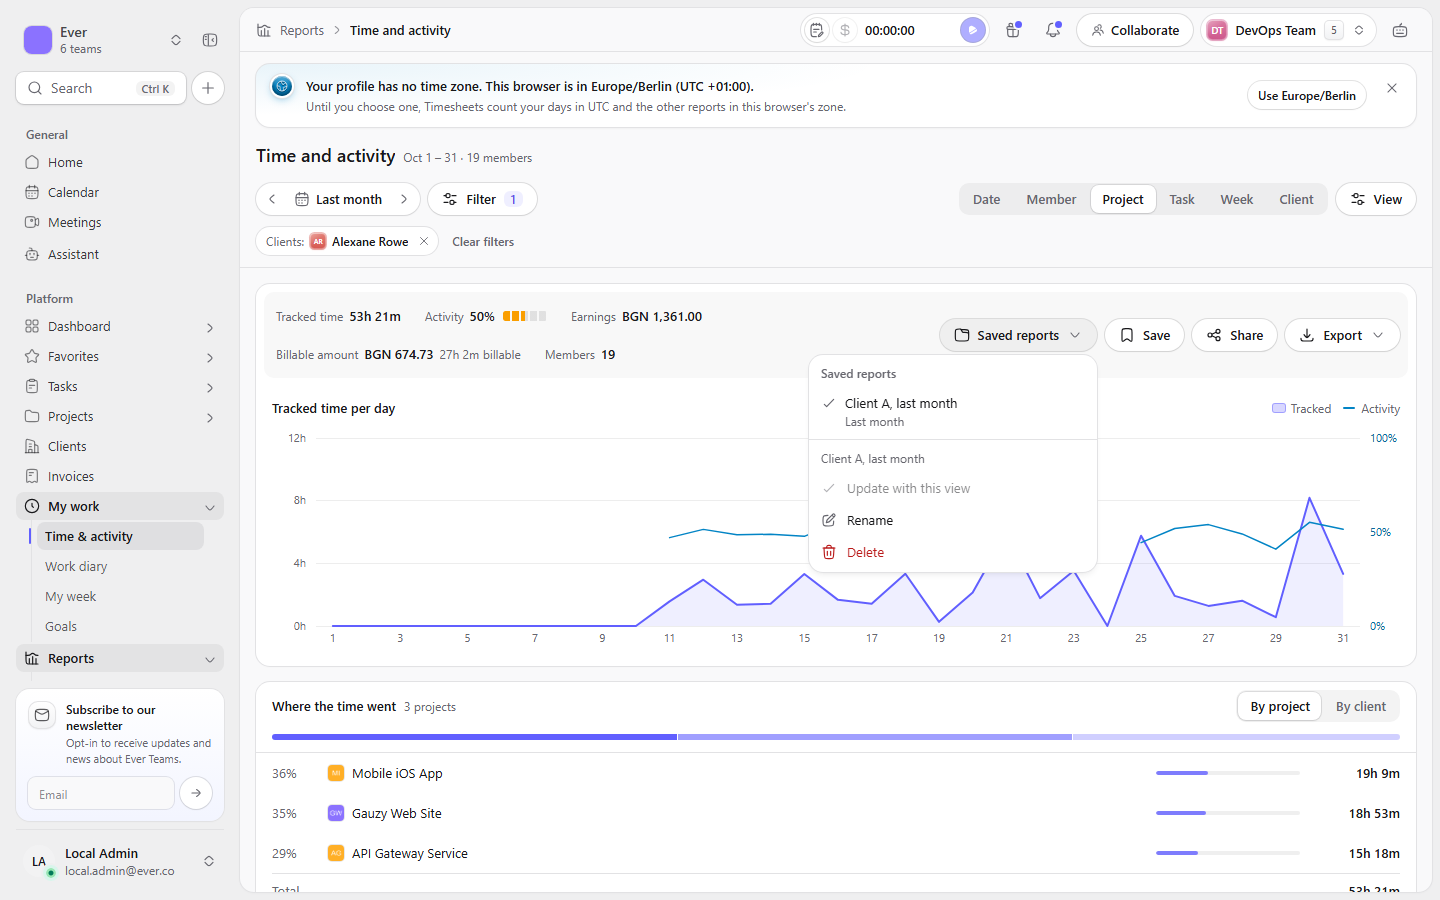 Ever
6 teams
Search
Ctrl K
General
Home
Calendar
Meetings
Assistant
Platform
Dashboard
Favorites
Tasks
Projects
Clients
Invoices
My work
Time & activity
Work diary
My week
Goals
Reports
Subscribe to our newsletter
Opt-in to receive updates and news about Ever Teams.
Email
LA
Local Admin
local.admin@ever.co
Reports
Time and activity
00:00:00
Collaborate
DT
DevOps Team
5
Your profile has no time zone. This browser is in Europe/Berlin (UTC +01:00).
Until you choose one, Timesheets count your days in UTC and the other reports in this browser's zone.
Use Europe/Berlin
Time and activity
Oct 1 – 31 · 19 members
Last month
Filter
1
Date
Member
Project
Task
Week
Client
View
Clients:
AR
Alexane Rowe
Clear filters
Tracked time 53h 21m
Activity 50%
Earnings BGN 1,361.00
Billable amount BGN 674.73 27h 2m billable
Members 19
Saved reports
Save
Share
Export
Saved reports
Client A, last month
Last month
Client A, last month
Update with this view
Rename
Delete
Tracked time per day
Tracked
Activity
12h
8h
4h
0h
100%
50%
0%
1 3 5 7 9 11 13 15 17 19 21 23 25 27 29 31
Where the time went
3 projects
By project
By client
36%
MI
Mobile iOS App
19h 9m
35%
GW
Gauzy Web Site
18h 53m
29%
AG
API Gateway Service
15h 18m
Total
53h 21m